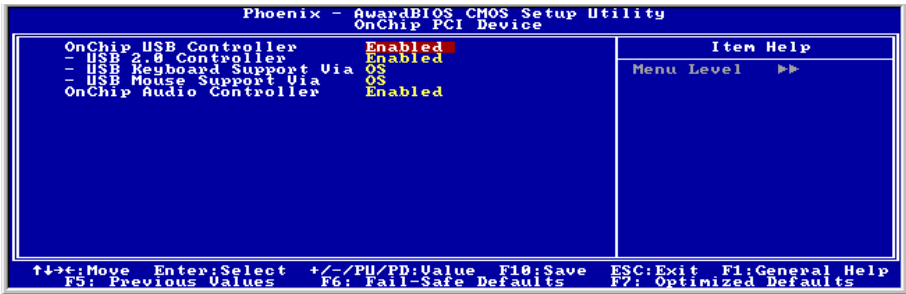 Phoenix - AwardBIOS CMOS Setup Utility
OnChip PCI Device
OnChip USB Controller Enabled
- USB 2.0 Controller Enabled
- USB Keyboard Support Via OS
- USB Mouse Support Via OS
OnChip Audio Controller Enabled
Item Help
Menu Level ▶▶
↑↓→←:Move Enter:Select +/-/PU/PD:Value F10:Save ESC:Exit F1:General Help
F5: Previous Values F6: Fail-Safe Defaults F7: Optimized Defaults